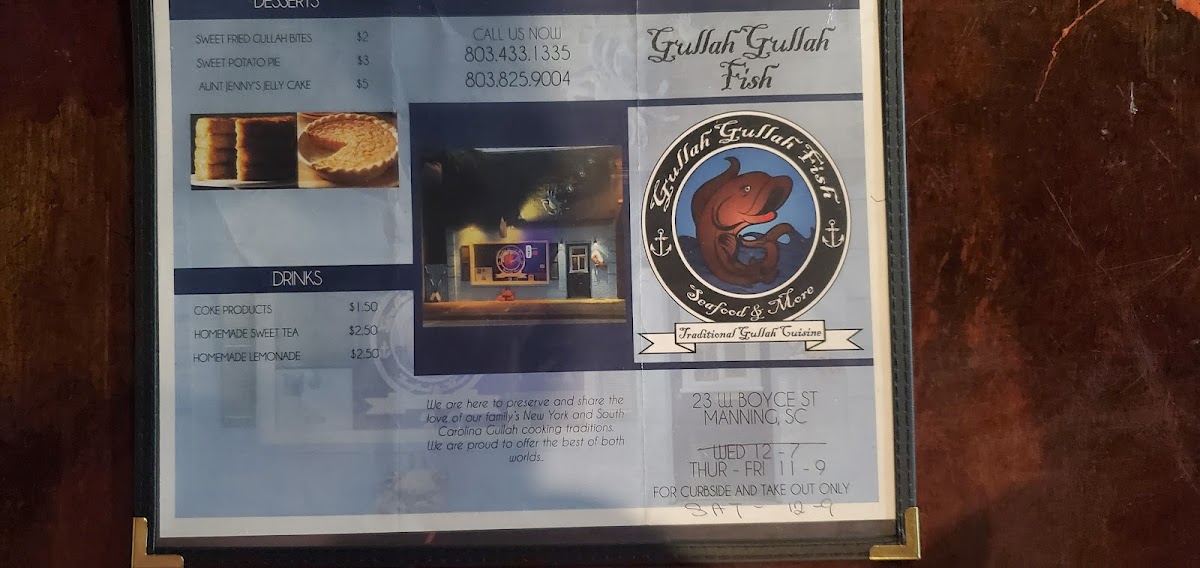 DESSERTS
SWEET FRIED GULLAH BITES $2
SWEET POTATO PIE $3
AUNT JENNY'S JELLY CAKE $5
DRINKS
COKE PRODUCTS $1.50
HOMEMADE SWEET TEA $2.50
HOMEMADE LEMONADE $2.50
CALL US NOW
803.433.1335
803.825.9004
We are here to preserve and share the
love of our family's New York and South
Carolina Gullah cooking traditions.
We are proud to offer the best of both
worlds..
Gullah Gullah
Fish
Gullah Gullah Fish
Seafood & More
Traditional Gullah Cuisine
23 W. BOYCE ST
MANNING, SC
WED 12 - 7
THUR - FRI 11 - 9
FOR CURBSIDE AND TAKE OUT ONLY
SAT - 12-9